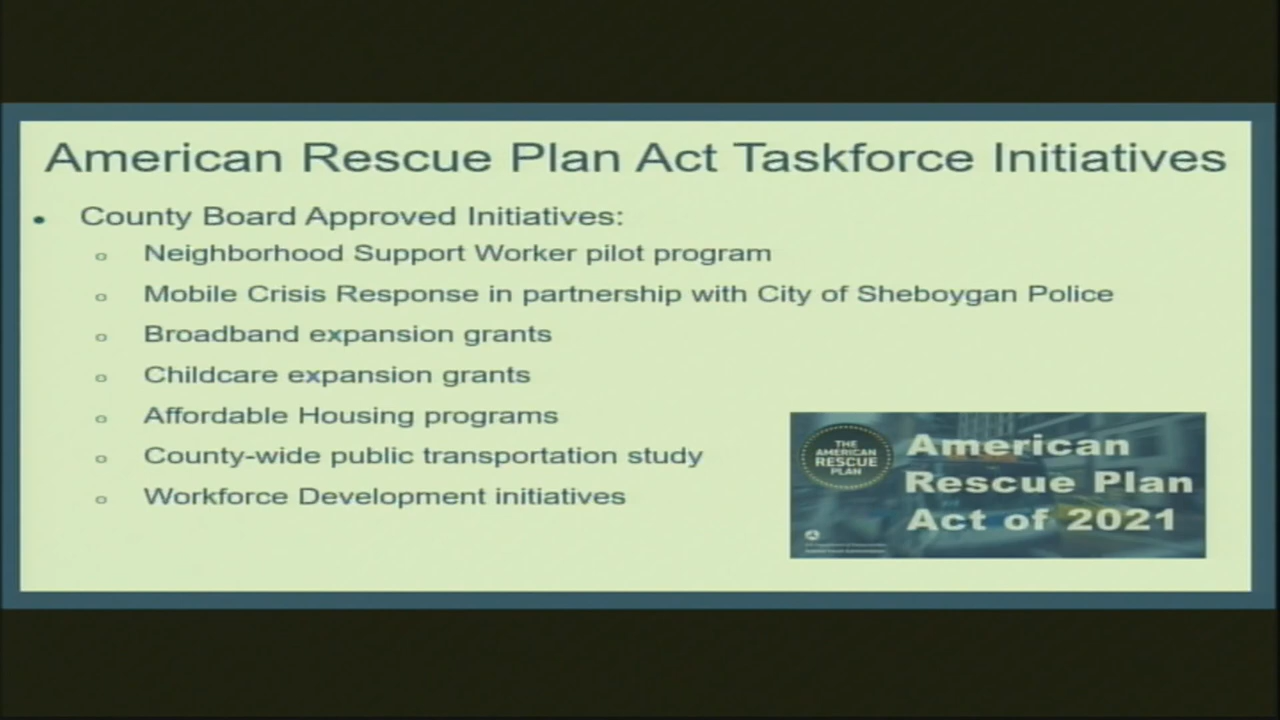 American Rescue Plan Act Taskforce Initiatives
• County Board Approved Initiatives:
o Neighborhood Support Worker pilot program
o Mobile Crisis Response in partnership with City of Sheboygan Police
o Broadband expansion grants
o Childcare expansion grants
o Affordable Housing programs
o County-wide public transportation study
o Workforce Development initiatives
THE
AMERICAN
RESCUE
PLAN
American
Rescue Plan
Act of 2021